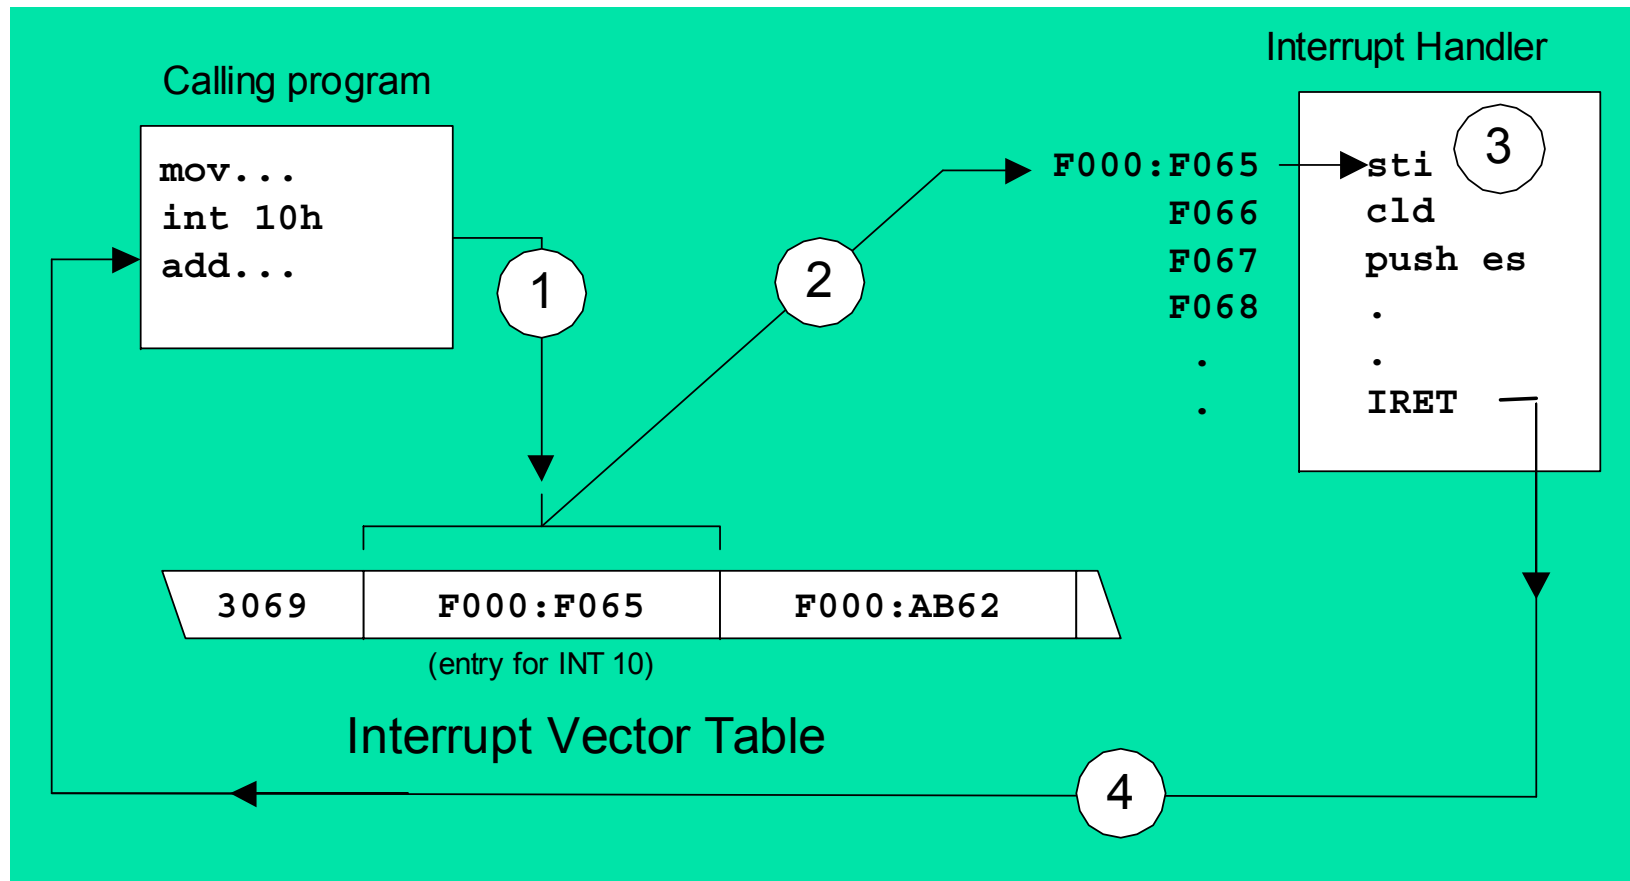 Calling program
mov...
int 10h
add...
1
2
Interrupt Handler
3
F000:F065 sti
F066 cld
F067 push es
F068 .
. .
. IRET
3069 F000:F065 F000:AB62
(entry for INT 10)
Interrupt Vector Table
4